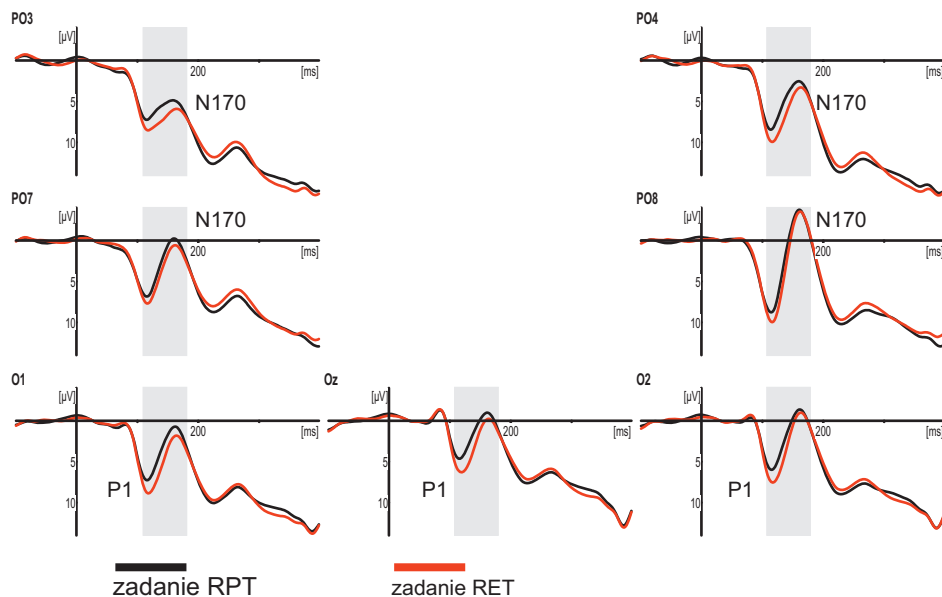 PO3
[µV]
200
[ms]
5
N170
10
PO4
[µV]
200
[ms]
5
N170
10
PO7
[µV]
N170
200
[ms]
5
10
PO8
[µV]
N170
200
[ms]
5
10
O1
[µV]
200
[ms]
5
P1
10
Oz
[µV]
200
[ms]
5
P1
10
O2
[µV]
200
[ms]
5
P1
10
zadanie RPT
zadanie RET